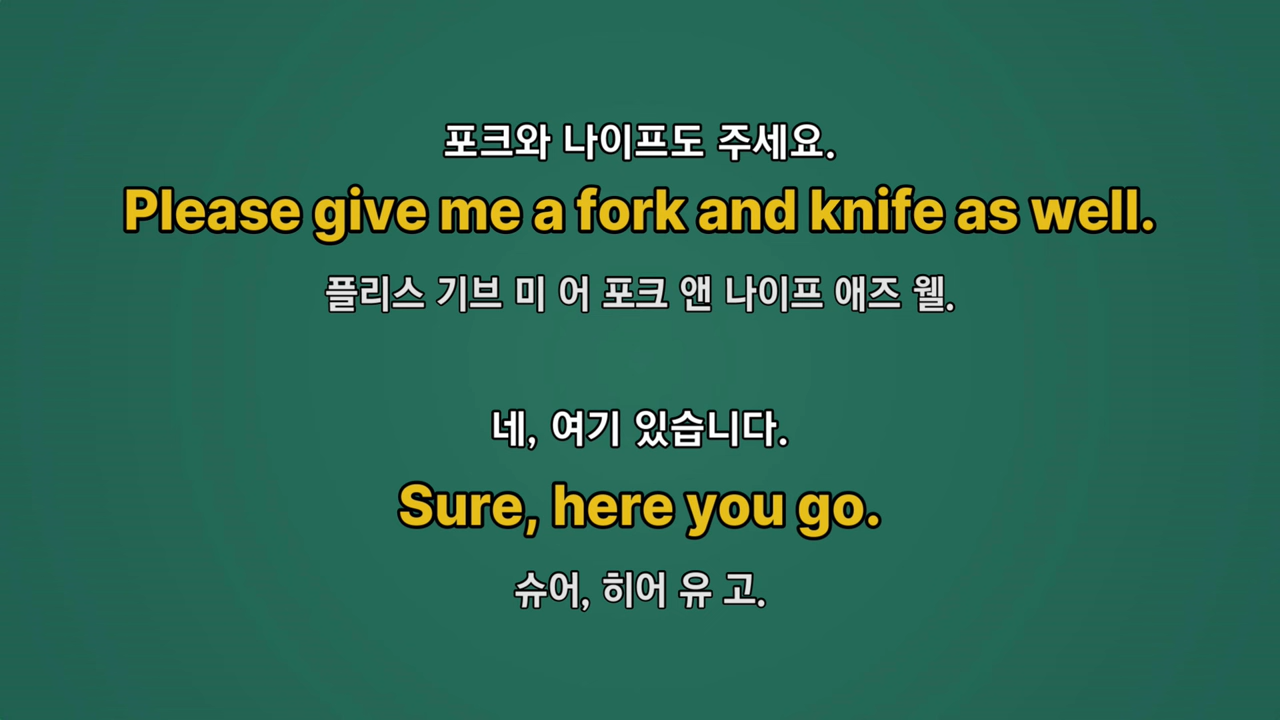 포크와 나이프도 주세요.
Please give me a fork and knife as well.
플리스 기브 미 어 포크 앤 나이프 애즈 웰.
네, 여기 있습니다.
Sure, here you go.
슈어, 히어 유 고.